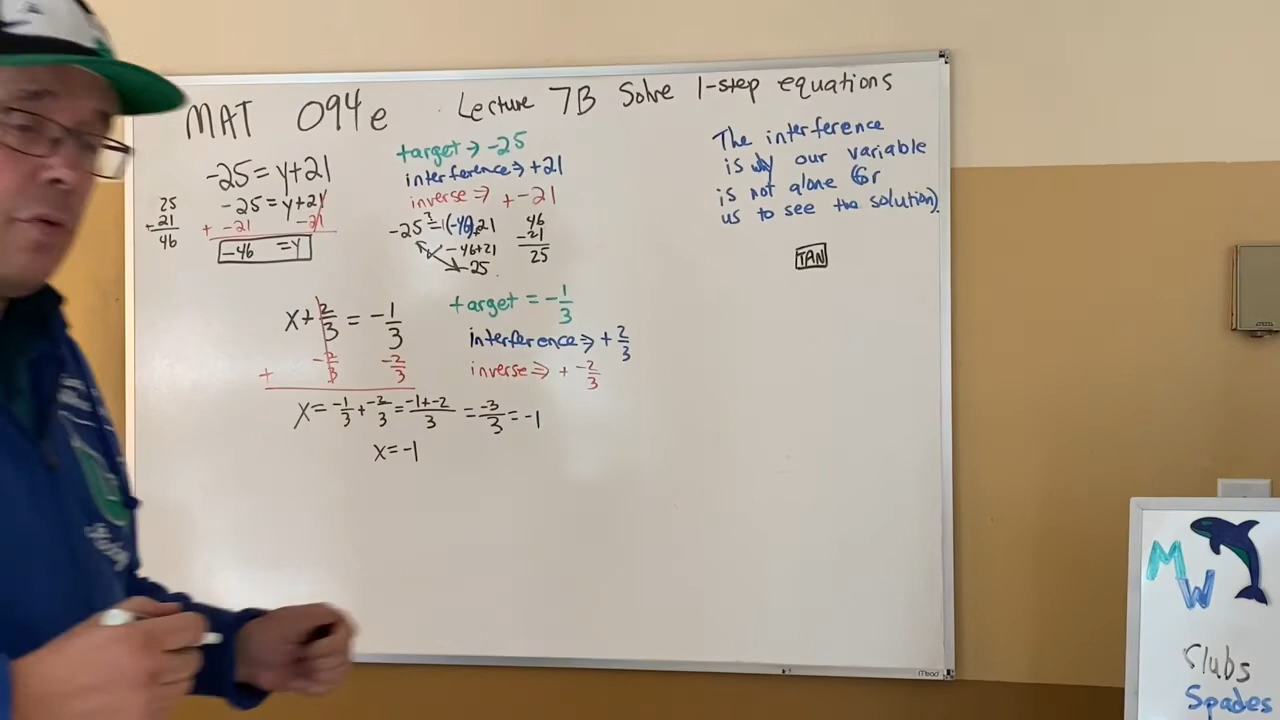 MAT 094e Lecture 7B Solve 1-step equations
-25 = y+21
-25 = y+21
+ -21 -21
-46 = y
25
+ 21
46
target → -25
interference ⇒ +21
inverse ⇒ + -21
-25 ?= (-46)+21
-46+21
-25
46
-21
25
The interference
is why our variable
is not alone (for
us to see the solution).
TAN
x + 2/3 = -1/3
+ -2/3 -2/3
x = -1/3 + -2/3 = -1+-2/3 = -3/3 = -1
x = -1
target = -1/3
interference ⇒ + 2/3
inverse ⇒ + -2/3
Mead
MW
Clubs
Spades